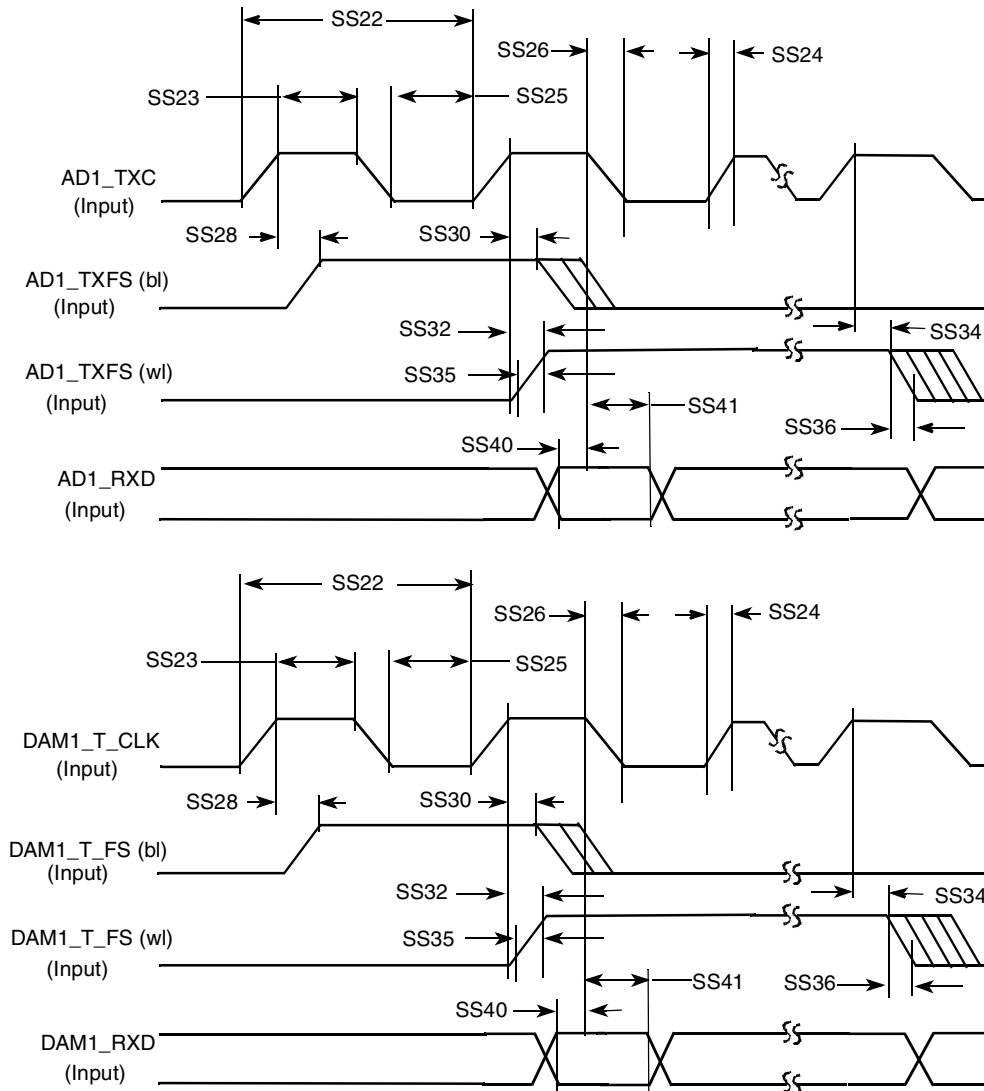 SS22
SS26
SS24
SS23
SS25
AD1_TXC
(Input)
SS28
SS30
AD1_TXFS (bl)
(Input)
SS32
SS34
SS35
AD1_TXFS (wl)
(Input)
SS41
SS36
SS40
AD1_RXD
(Input)
SS22
SS26
SS24
SS23
SS25
DAM1_T_CLK
(Input)
SS28
SS30
DAM1_T_FS (bl)
(Input)
SS32
SS34
SS35
DAM1_T_FS (wl)
(Input)
SS41
SS36
SS40
DAM1_RXD
(Input)